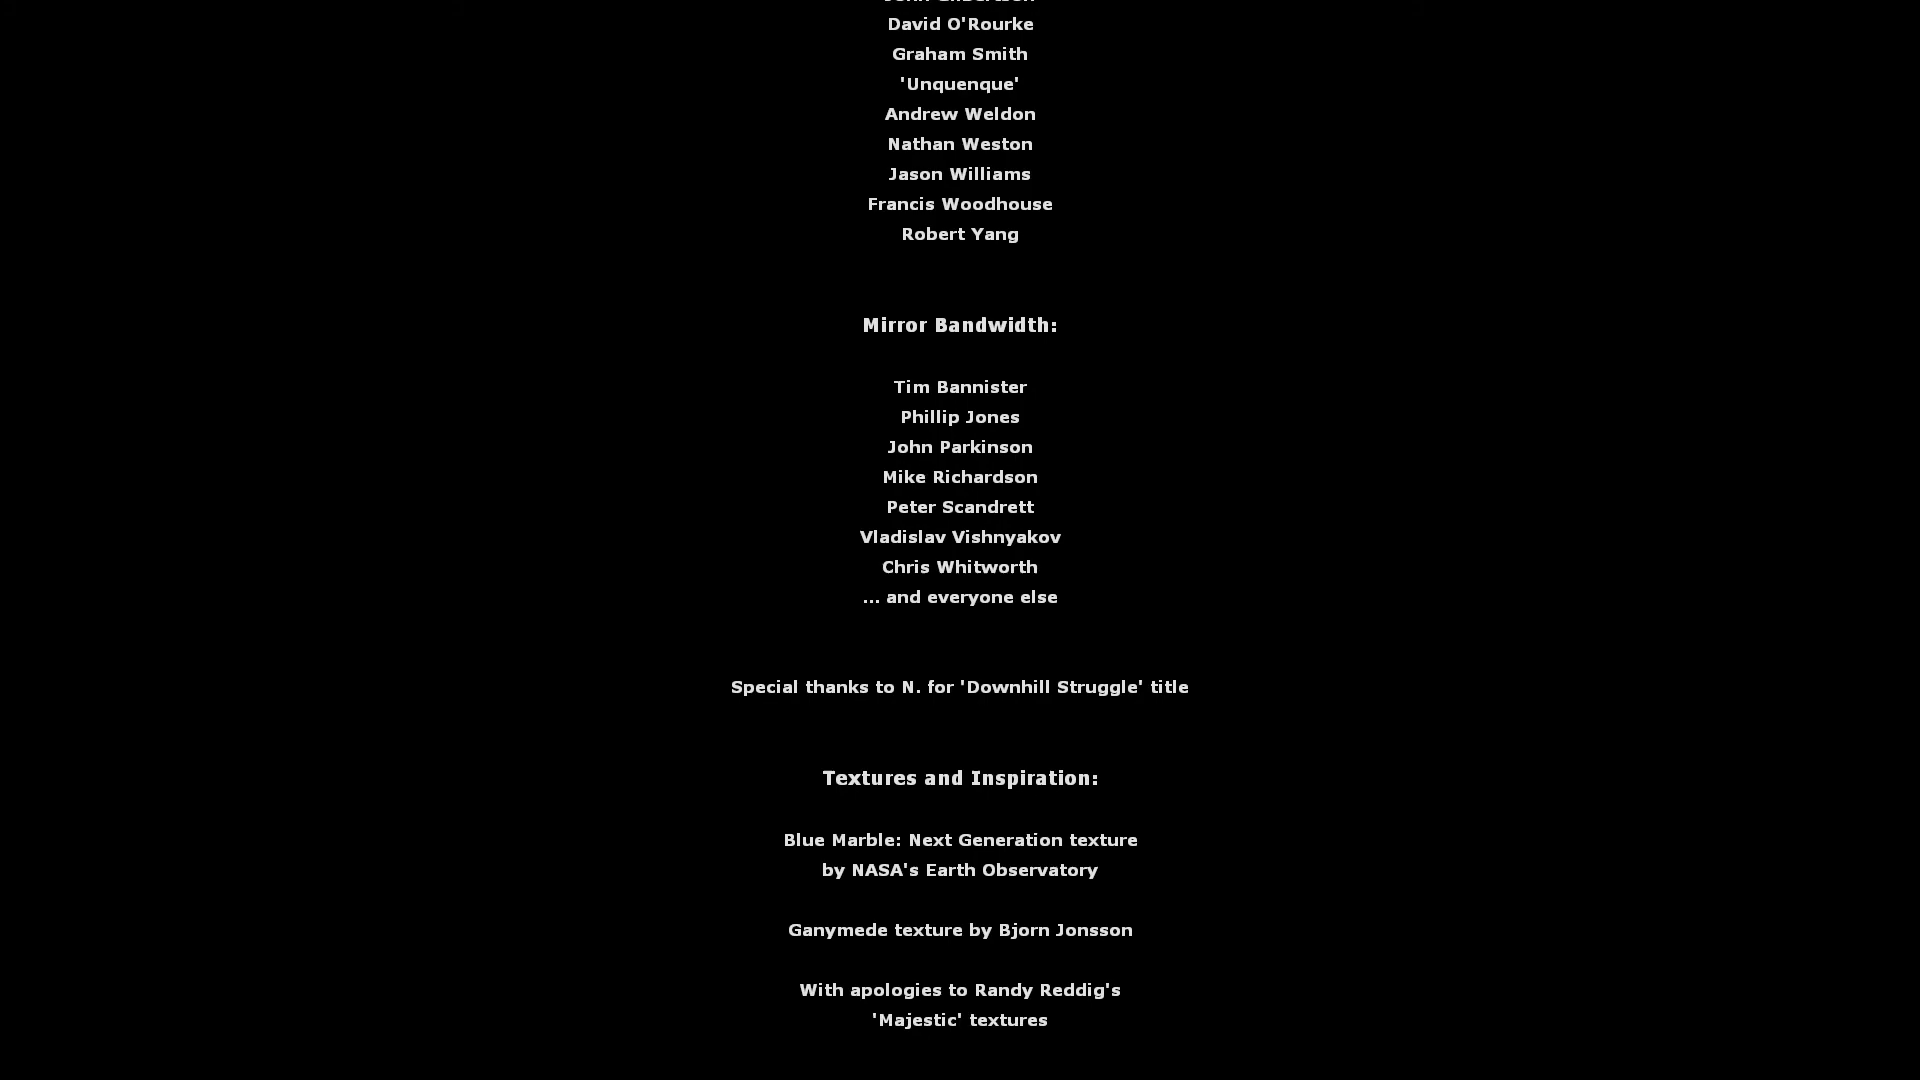 David O'Rourke
Graham Smith
'Unquenque'
Andrew Weldon
Nathan Weston
Jason Williams
Francis Woodhouse
Robert Yang
Mirror Bandwidth:
Tim Bannister
Phillip Jones
John Parkinson
Mike Richardson
Peter Scandrett
Vladislav Vishnyakov
Chris Whitworth
... and everyone else
Special thanks to N. for 'Downhill Struggle' title
Textures and Inspiration:
Blue Marble: Next Generation texture
by NASA's Earth Observatory
Ganymede texture by Bjorn Jonsson
With apologies to Randy Reddig's
'Majestic' textures